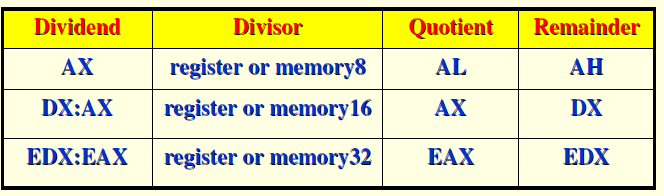 Dividend Divisor Quotient Remainder
AX register or memory8 AL AH
DX:AX register or memory16 AX DX
EDX:EAX register or memory32 EAX EDX